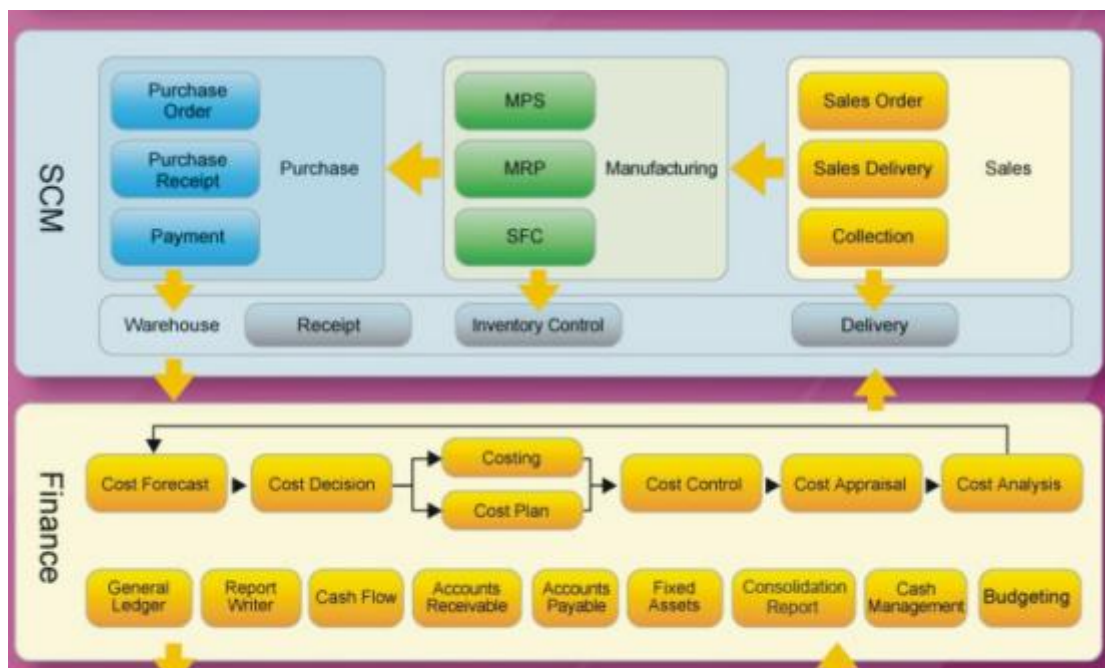 SCM
Purchase
Order
Purchase
Receipt
Payment
Purchase
MPS
MRP
SFC
Manufacturing
Sales Order
Sales Delivery
Collection
Sales
Warehouse
Receipt
Inventory Control
Delivery
Finance
Cost Forecast
Cost Decision
Costing
Cost Plan
Cost Control
Cost Appraisal
Cost Analysis
General
Ledger
Report
Writer
Cash Flow
Accounts
Receivable
Accounts
Payable
Fixed
Assets
Consolidation
Report
Cash
Management
Budgeting